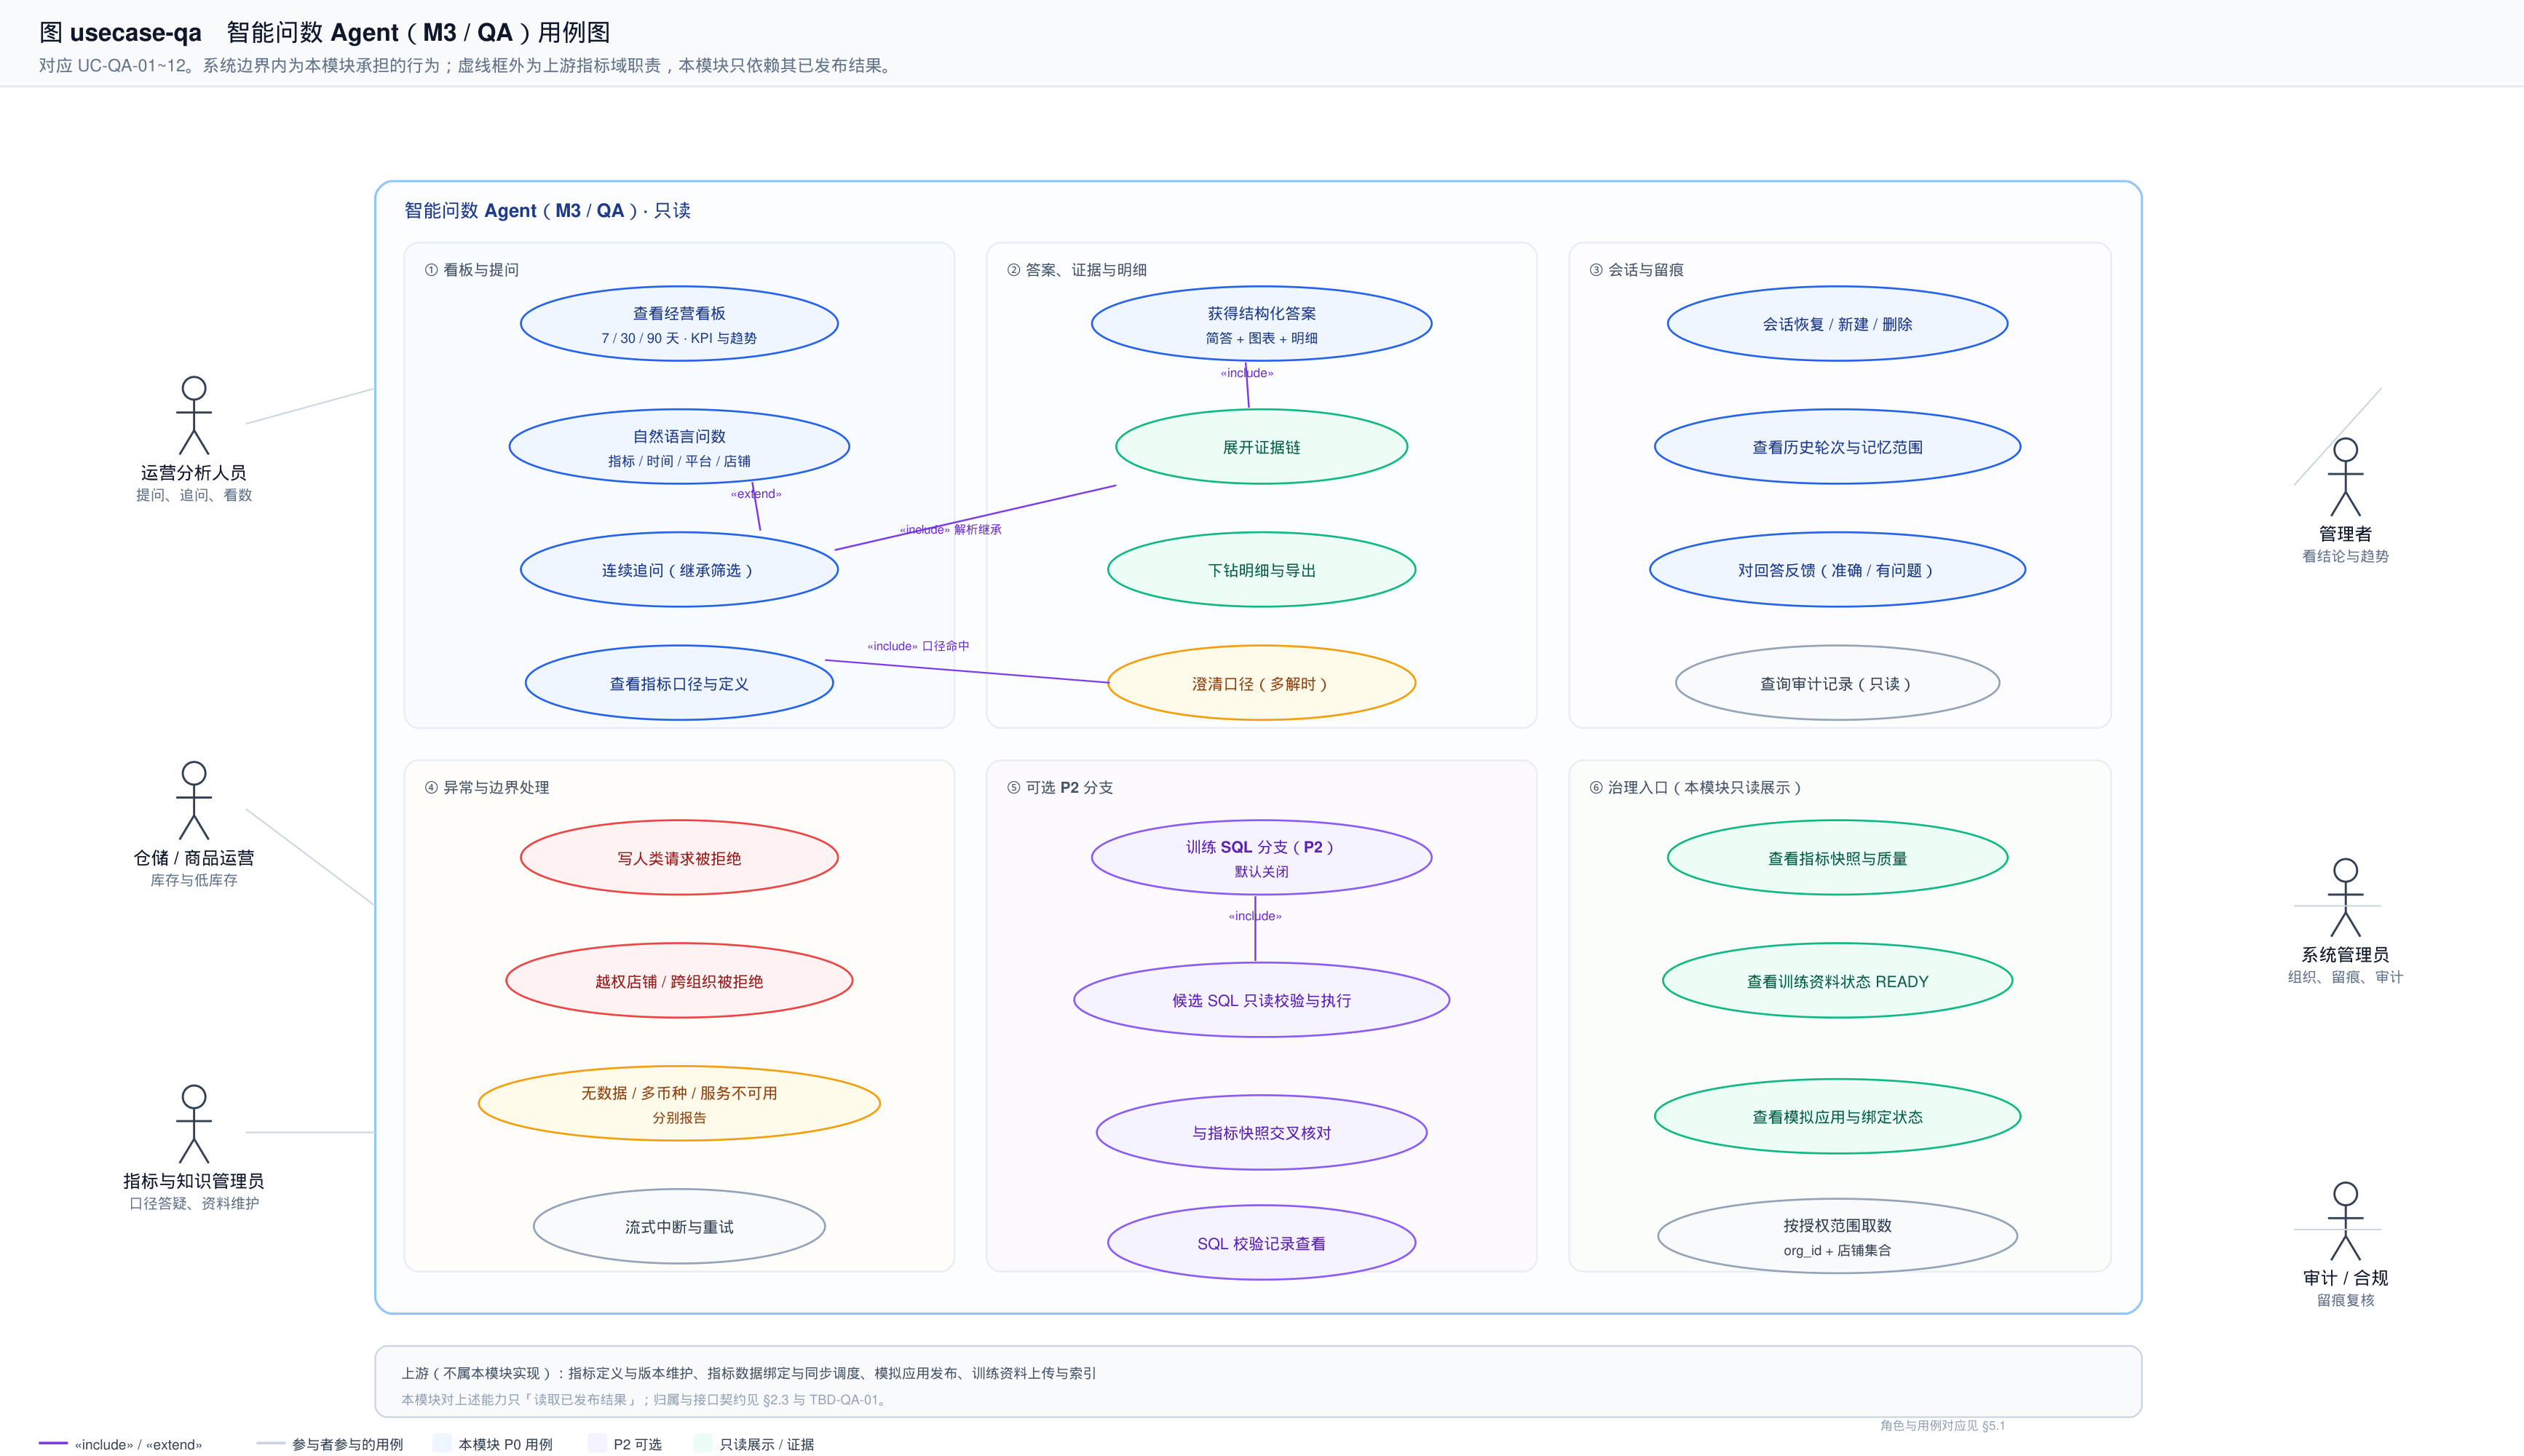 图 usecase-qa 智能问数 Agent（M3 / QA）用例图
对应 UC-QA-01~12。系统边界内为本模块承担的行为；虚线框外为上游指标域职责，本模块只依赖其已发布结果。
智能问数 Agent（M3 / QA）· 只读
① 看板与提问
查看经营看板
7 / 30 / 90 天 · KPI 与趋势
自然语言问数
指标 / 时间 / 平台 / 店铺
«extend»
«include» 解析继承
连续追问（继承筛选）
«include» 口径命中
查看指标口径与定义
② 答案、证据与明细
获得结构化答案
简答 + 图表 + 明细
«include»
展开证据链
下钻明细与导出
澄清口径（多解时）
③ 会话与留痕
会话恢复 / 新建 / 删除
查看历史轮次与记忆范围
对回答反馈（准确 / 有问题）
查询审计记录（只读）
④ 异常与边界处理
写人类请求被拒绝
越权店铺 / 跨组织被拒绝
无数据 / 多币种 / 服务不可用
分别报告
流式中断与重试
⑤ 可选 P2 分支
训练 SQL 分支（P2）
默认关闭
«include»
候选 SQL 只读校验与执行
与指标快照交叉核对
SQL 校验记录查看
⑥ 治理入口（本模块只读展示）
查看指标快照与质量
查看训练资料状态 READY
查看模拟应用与绑定状态
按授权范围取数
org_id + 店铺集合
运营分析人员
提问、追问、看数
仓储 / 商品运营
库存与低库存
指标与知识管理员
口径答疑、资料维护
管理者
看结论与趋势
系统管理员
组织、留痕、审计
审计 / 合规
留痕复核
上游（不属本模块实现）：指标定义与版本维护、指标数据绑定与同步调度、模拟应用发布、训练资料上传与索引
本模块对上述能力只「读取已发布结果」；归属与接口契约见 §2.3 与 TBD-QA-01。
角色与用例对应见 §5.1
«include» / «extend»
参与者参与的用例
本模块 P0 用例
P2 可选
只读展示 / 证据